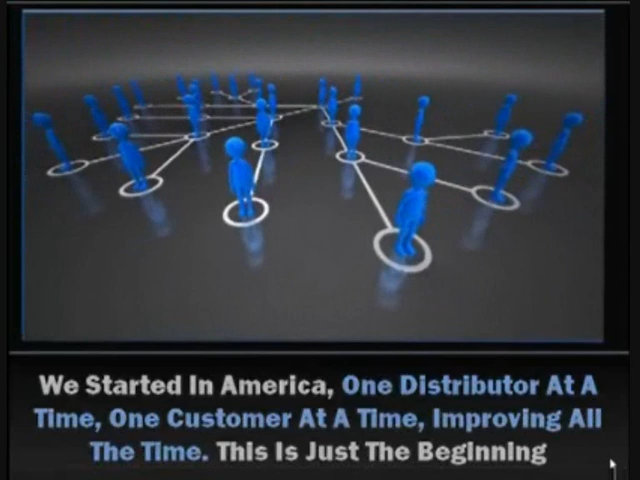 We Started In America, One Distributor At A
Time, One Customer At A Time, Improving All
The Time. This Is Just The Beginning